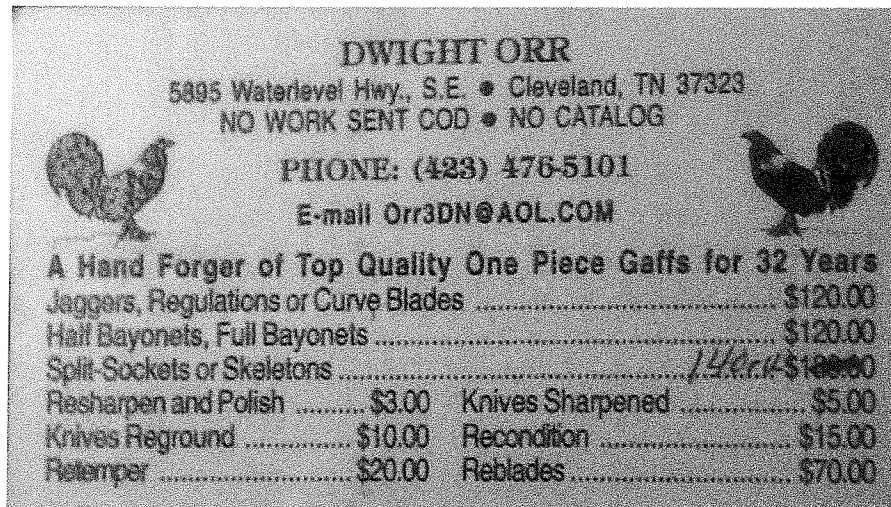 DWIGHT ORR
5895 Waterlevel Hwy., S.E. ● Cleveland, TN 37323
NO WORK SENT COD ● NO CATALOG
PHONE: (423) 476-5101
E-mail Orr3DN@AOL.COM
A Hand Forger of Top Quality One Piece Gaffs for 32 Years
Jaggers, Regulations or Curve Blades ........ $120.00
Half Bayonets, Full Bayonets ........ $120.00
Split-Sockets or Skeletons ........ $
Resharpen and Polish .......... $3.00 Knives Sharpened .................. $5.00
Knives Reground ............... $10.00 Recondition ........................... $15.00
Retemper ........................... $20.00 Reblades ............................... $70.00